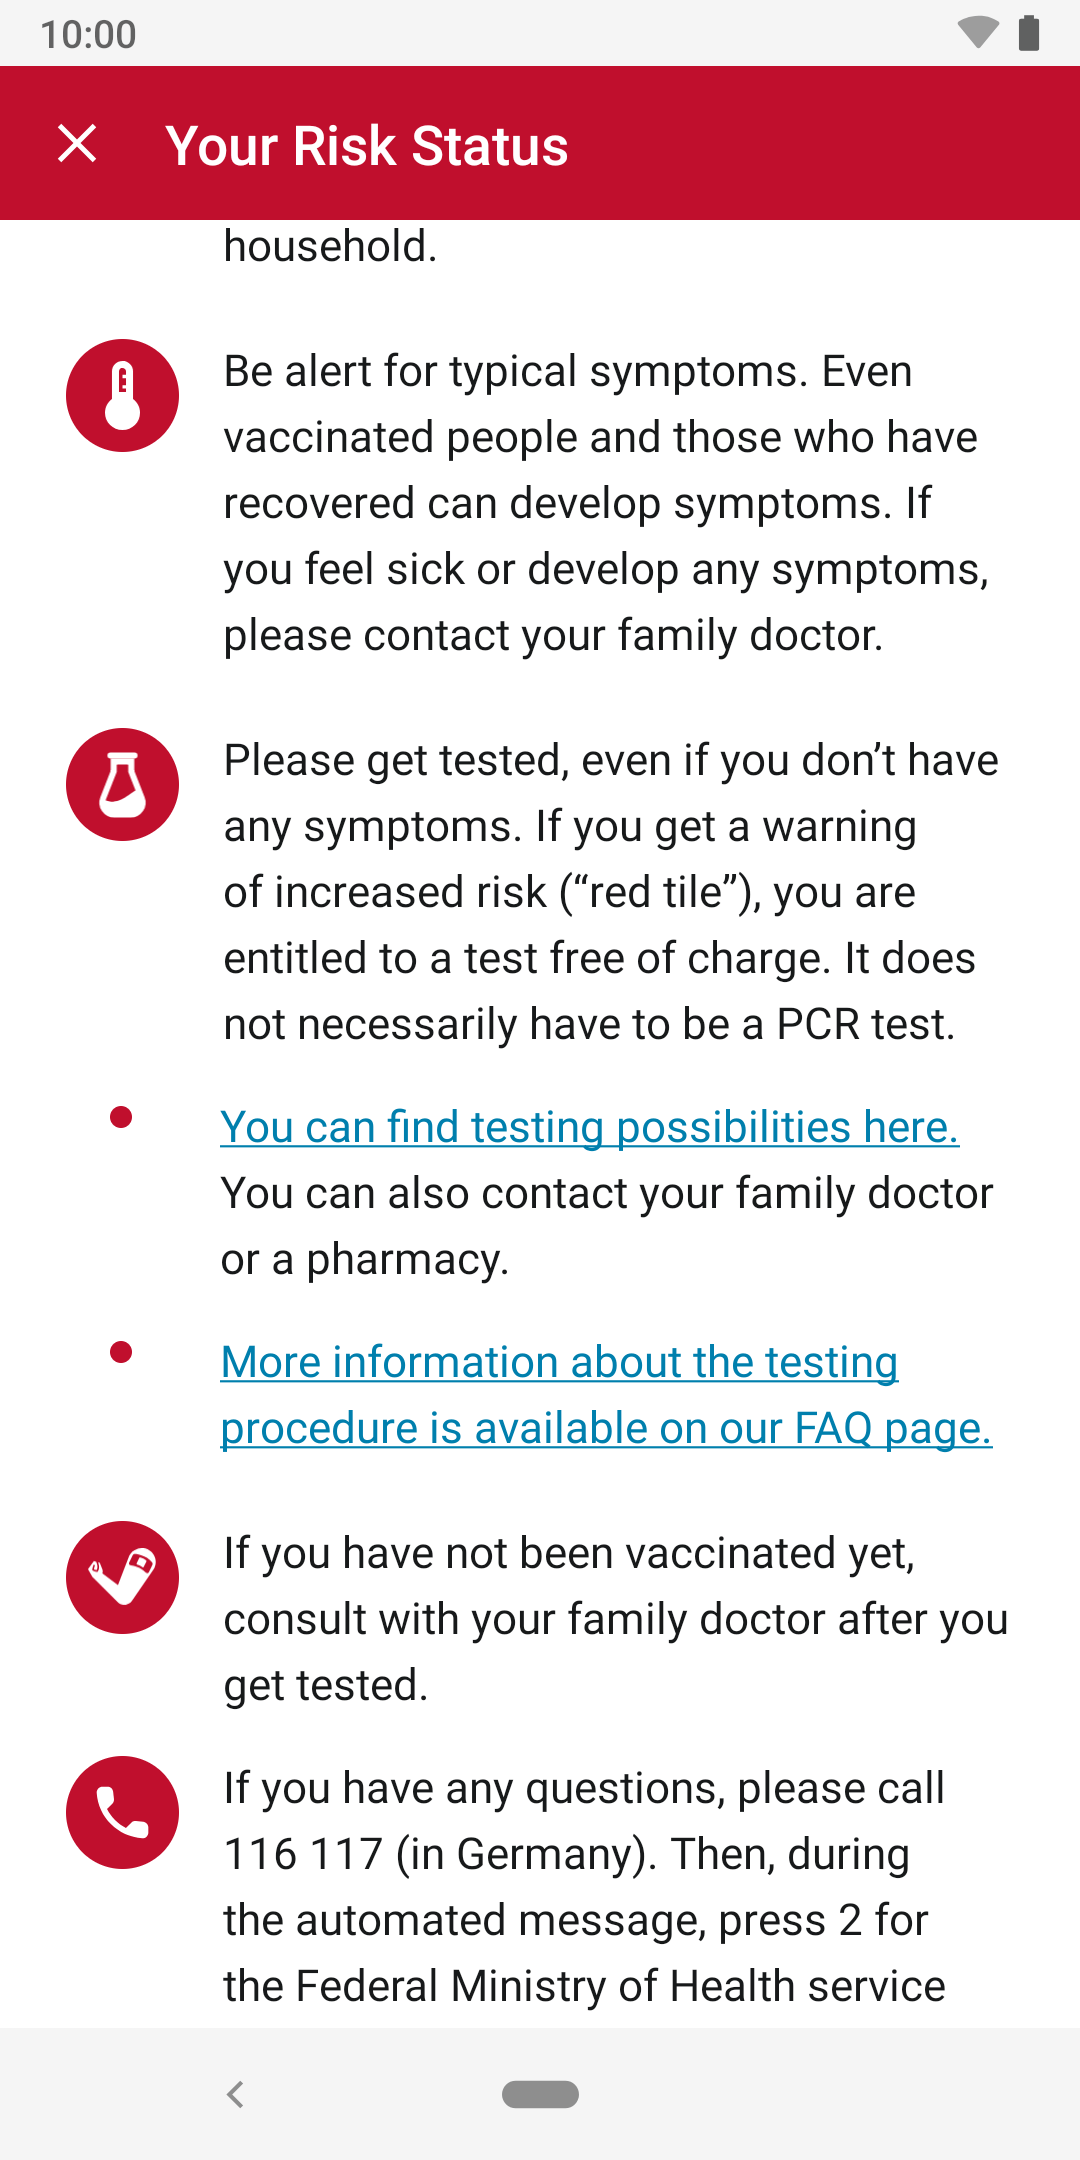 10:00
Your Risk Status
household.
Be alert for typical symptoms. Even
vaccinated people and those who have
recovered can develop symptoms. If
you feel sick or develop any symptoms,
please contact your family doctor.
Please get tested, even if you don’t have
any symptoms. If you get a warning
of increased risk (“red tile”), you are
entitled to a test free of charge. It does
not necessarily have to be a PCR test.
You can find testing possibilities here.
You can also contact your family doctor
or a pharmacy.
More information about the testing
procedure is available on our FAQ page.
If you have not been vaccinated yet,
consult with your family doctor after you
get tested.
If you have any questions, please call
116 117 (in Germany). Then, during
the automated message, press 2 for
the Federal Ministry of Health service